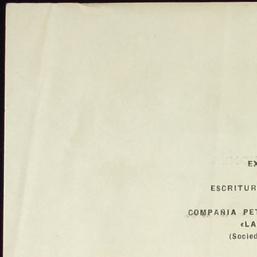 EX
ESCRITUR
COMPAÑIA PET
«LA
(Socied